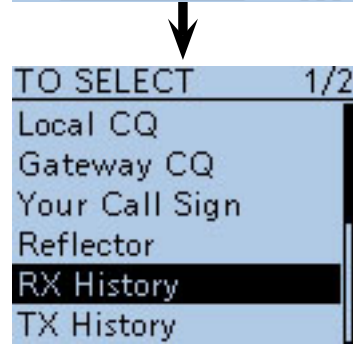 TO SELECT 1/2
Local CQ
Gateway CQ
Your Call Sign
Reflector
RX History
TX History